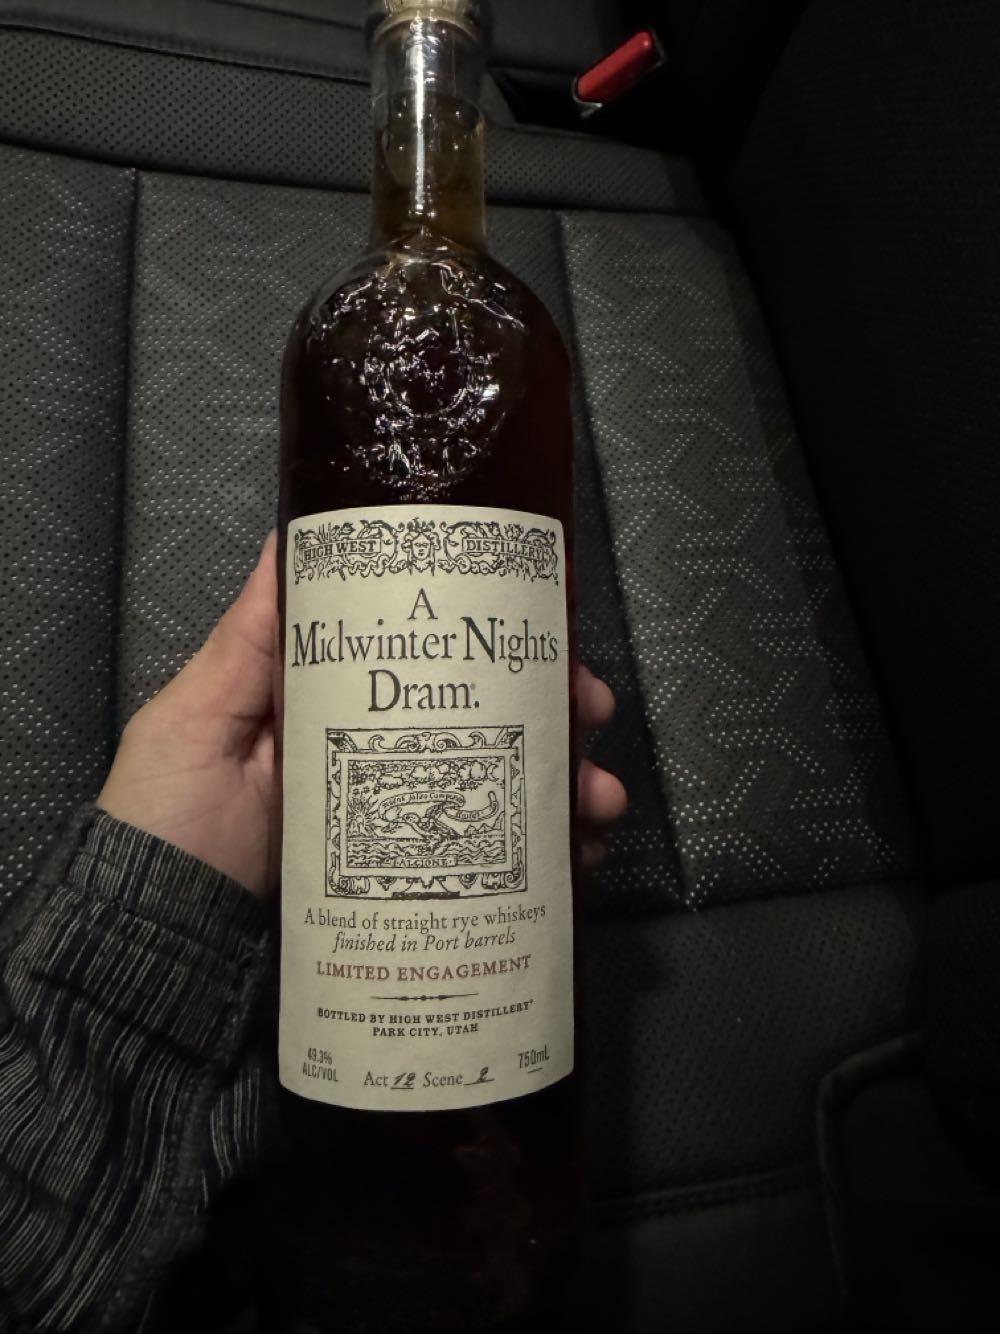 HIGH WEST DISTILLERY
A
Midwinter Night's
Dram.
ALCIONE
A blend of straight rye whiskeys
finished in Port barrels
LIMITED ENGAGEMENT
BOTTLED BY HIGH WEST DISTILLERY®
PARK CITY, UTAH
49.3%
ALC/VOL
Act 12 Scene 2
750mL